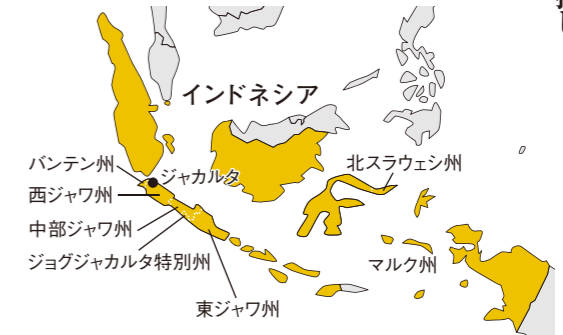 インドネシア
バンテン州
ジャカルタ
北スラウェシ州
西ジャワ州
中部ジャワ州
ジョグジャカルタ特別州
マルク州
東ジャワ州